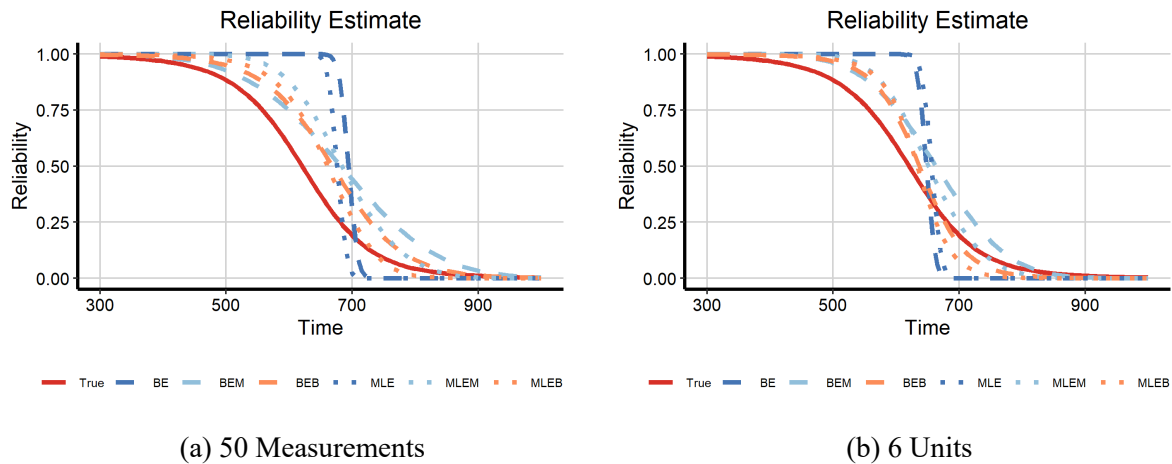 Reliability Estimate
Reliability
1.00
0.75
0.50
0.25
0.00
300 500 700 900
Time
True BE BEM BEB MLE MLEM MLEB
(a) 50 Measurements
Reliability Estimate
Reliability
1.00
0.75
0.50
0.25
0.00
300 500 700 900
Time
True BE BEM BEB MLE MLEM MLEB
(b) 6 Units